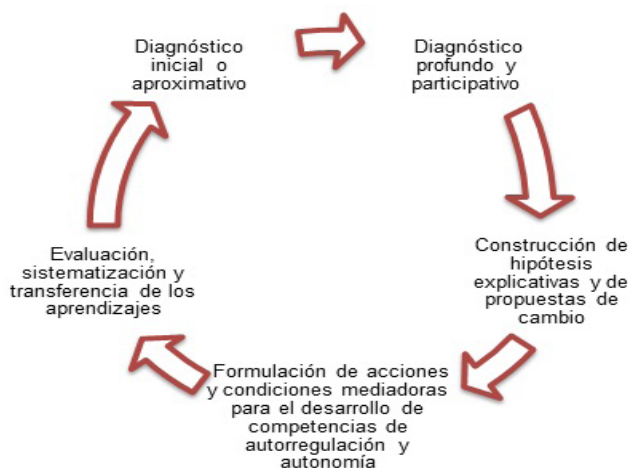 Diagnóstico
inicial o
aproximativo
Diagnóstico
profundo y
participativo
Construcción de
hipótesis
explicativas y de
propuestas de
cambio
Formulación de acciones
y condiciones mediadoras
para el desarrollo de
competencias de
autorregulación y
autonomía
Evaluación,
sistematización y
transferencia de los
aprendizajes